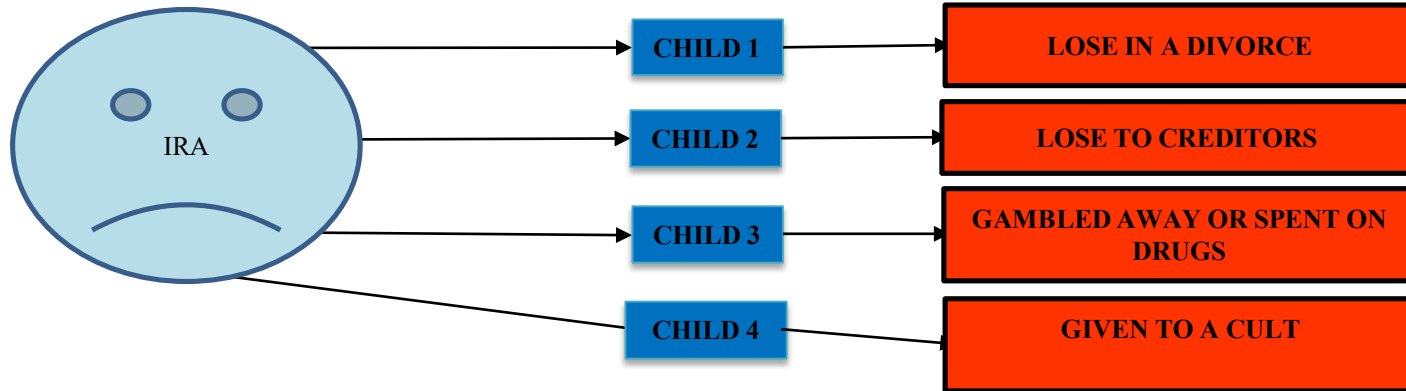 IRA
CHILD 1
LOSE IN A DIVORCE
CHILD 2
LOSE TO CREDITORS
CHILD 3
GAMBLED AWAY OR SPENT ON
DRUGS
CHILD 4
GIVEN TO A CULT